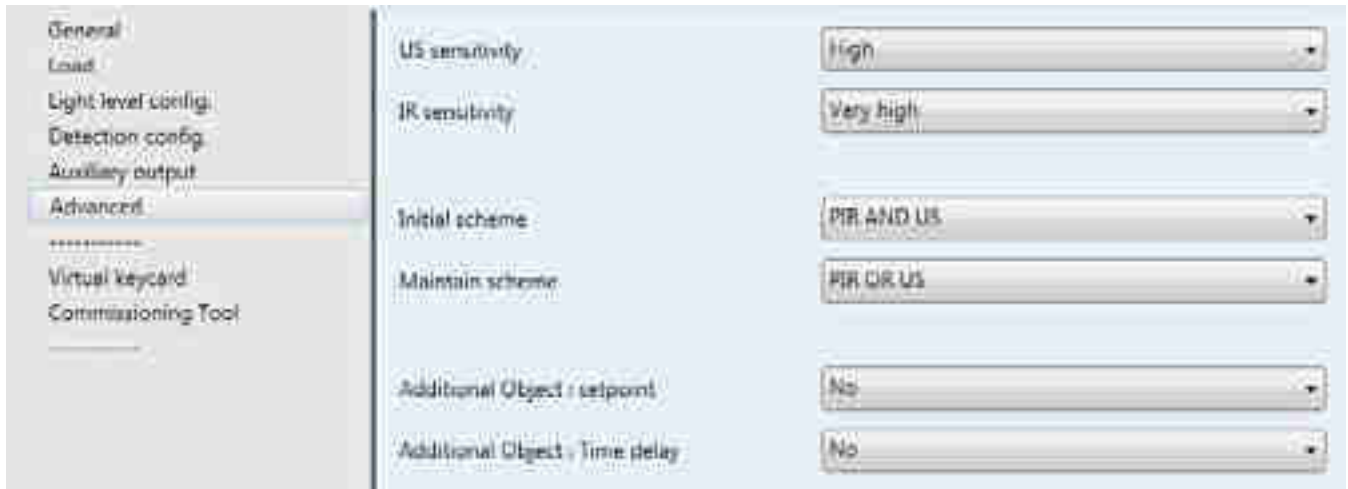 General
Load
Light level config.
Detection config.
Auxiliary output
Advanced
-----------
Virtual keycard
Commissioning Tool
-----------
US sensitivity High
IR sensitivity Very high
Initial scheme PIR AND US
Maintain scheme PIR OR US
Additional Object : setpoint No
Additional Object : Time delay No